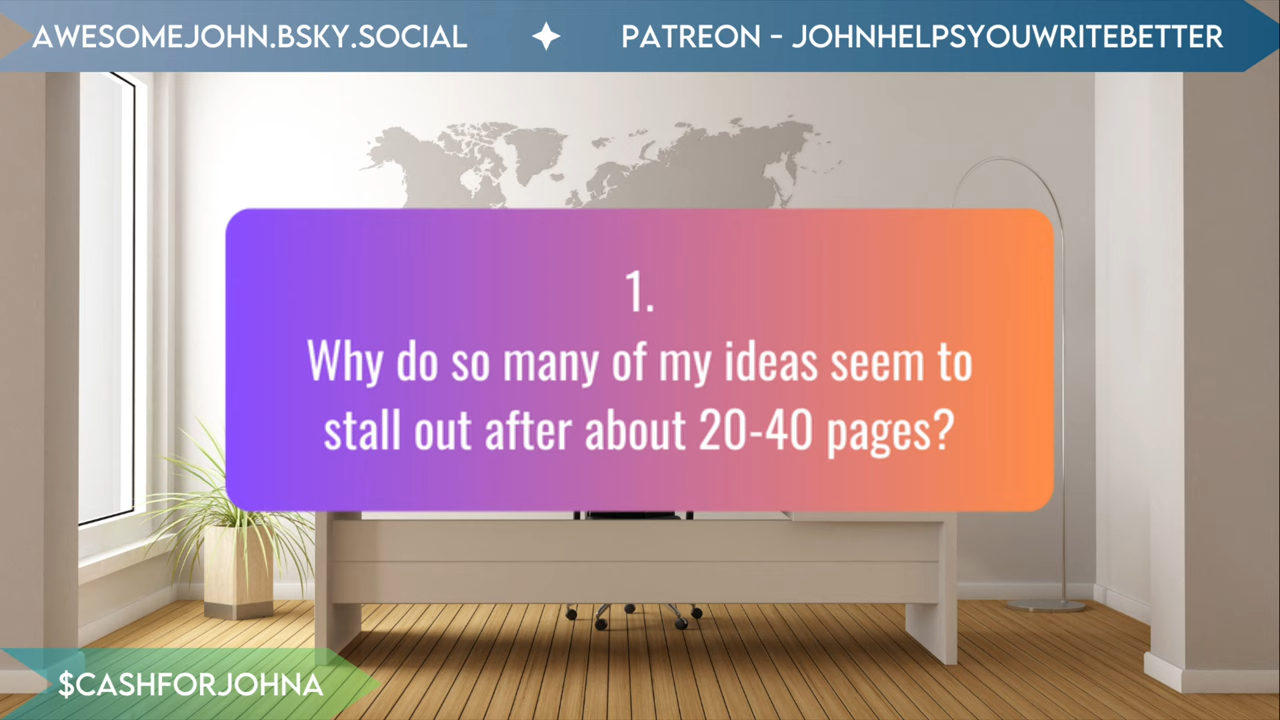 AWESOMEJOHN.BSKY.SOCIAL
PATREON - JOHNHELPSYOUWRITEBETTER
1.
Why do so many of my ideas seem to
stall out after about 20-40 pages?
$CASHFORJOHNA